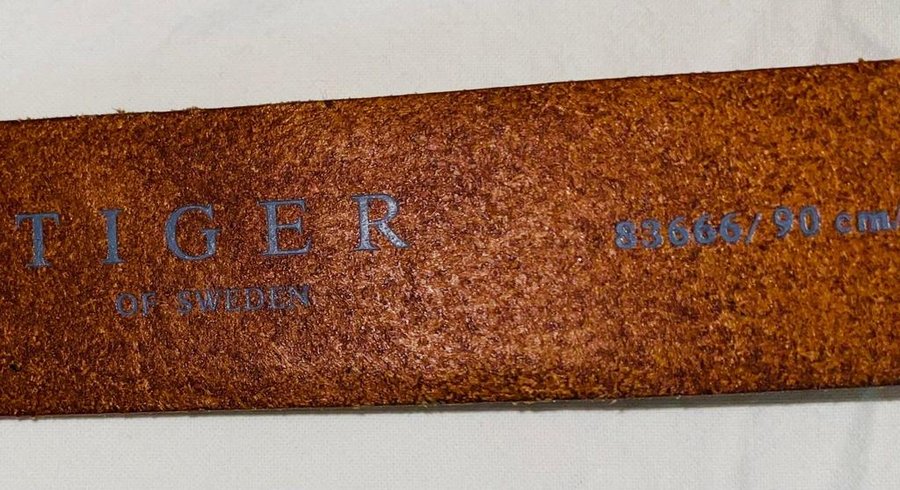 TIGER
OF SWEDEN
83666/90 cm/